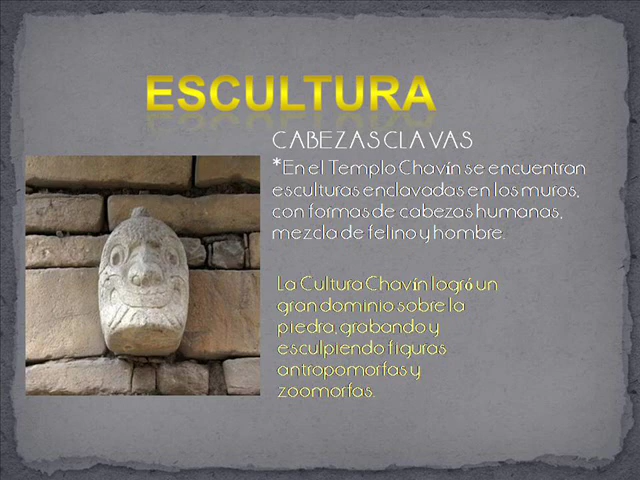 ESCULTURA
CABEZAS CLAVAS
*En el Templo Chavín se encuentran
esculturas enclavadas en los muros,
con formas de cabezas humanas,
mezcla de felino y hombre.
La Cultura Chavín logró un
gran dominio sobre la
piedra, grabando y
esculpiendo figuras
antropomorfas y
zoomorfas.